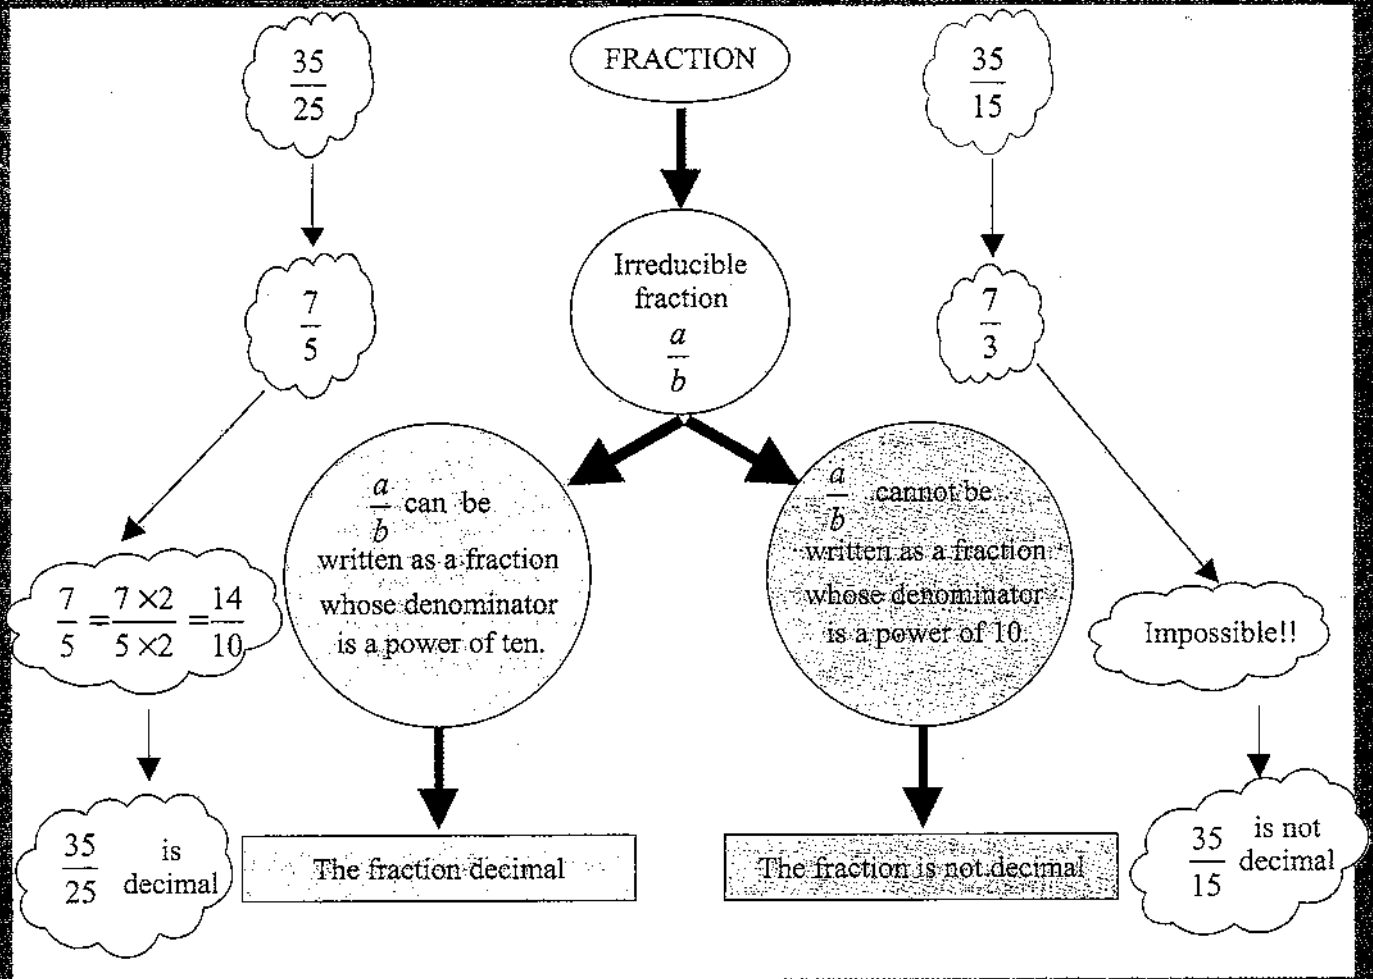 35
25
FRACTION
35
15
7
5
Irreducible
fraction
a
b
7
3
a
b can be
written as a fraction
whose denominator
is a power of ten.
a
b cannot be
written as a fraction
whose denominator
is a power of 10.
7/5 = 7×2/5×2 = 14/10
Impossible!!
35/25 is
decimal
The fraction decimal
The fraction is not decimal
35/15 is not
decimal